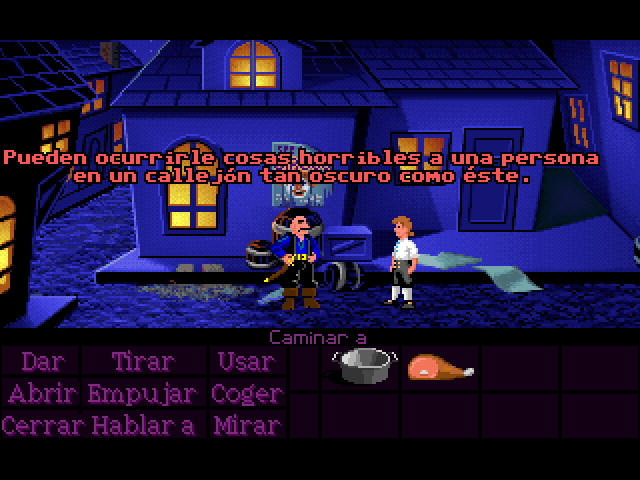 Pueden ocurrirle cosas horribles a una persona
en un callejón tan oscuro como éste.
Caminar a
Dar Tirar Usar
Abrir Empujar Coger
Cerrar Hablar a Mirar